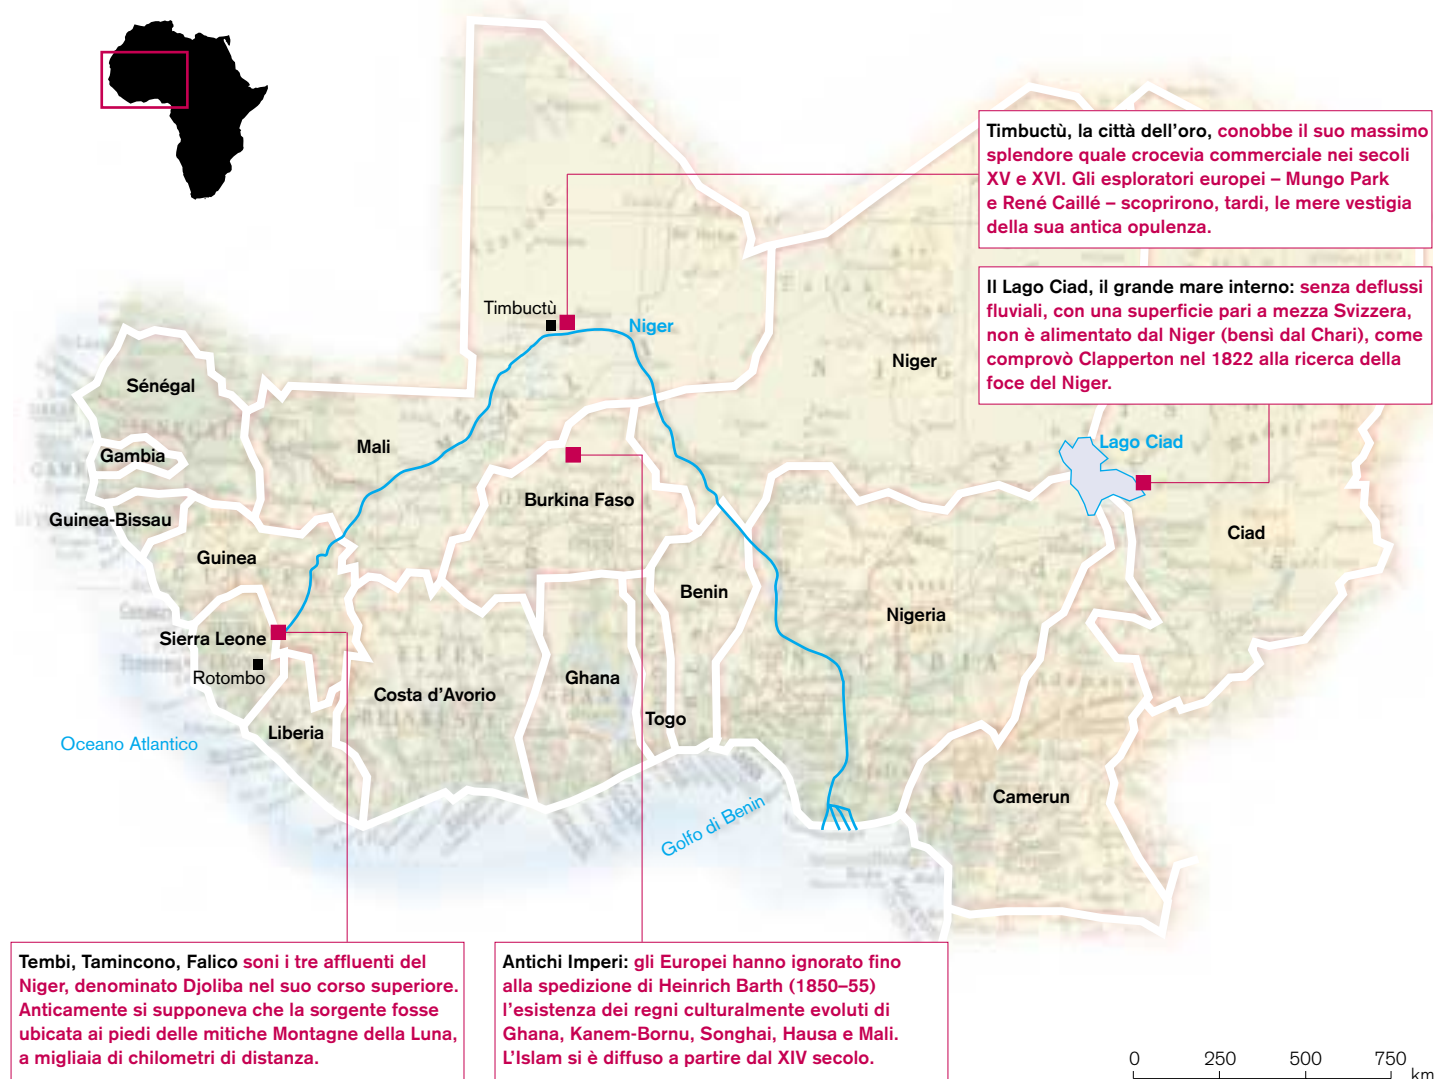 Timbuctù, la città dell'oro, conobbe il suo massimo
splendore quale crocevia commerciale nei secoli
XV e XVI. Gli esploratori europei – Mungo Park
e René Caillé – scoprirono, tardi, le mere vestigia
della sua antica opulenza.
Il Lago Ciad, il grande mare interno: senza deflussi
fluviali, con una superficie pari a mezza Svizzera,
non è alimentato dal Niger (bensì dal Chari), come
comprovò Clapperton nel 1822 alla ricerca della
foce del Niger.
Timbuctù
Niger
Niger
Sénégal
Mali
Gambia
Lago Ciad
Burkina Faso
Guinea-Bissau
Ciad
Guinea
Benin
Nigeria
Sierra Leone
Rotombo
Ghana
Costa d'Avorio
Togo
Liberia
Oceano Atlantico
Camerun
Golfo di Benin
Tembi, Tamincono, Falico soni i tre affluenti del
Niger, denominato Djoliba nel suo corso superiore.
Anticamente si supponeva che la sorgente fosse
ubicata ai piedi delle mitiche Montagne della Luna,
a migliaia di chilometri di distanza.
Antichi Imperi: gli Europei hanno ignorato fino
alla spedizione di Heinrich Barth (1850–55)
l'esistenza dei regni culturalmente evoluti di
Ghana, Kanem-Bornu, Songhai, Hausa e Mali.
L'Islam si è diffuso a partire dal XIV secolo.
0 250 500 750
km